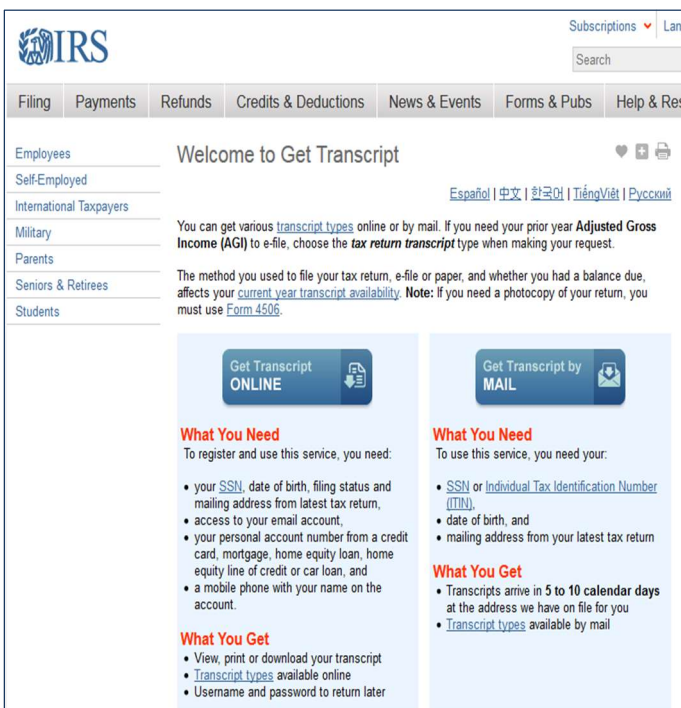 Subscriptions
IRS
Search
Filing Payments Refunds Credits & Deductions News & Events Forms & Pubs Help &
Employees
Self-Employed
International Taxpayers
Military
Parents
Seniors & Retirees
Students
Welcome to Get Transcript
Español | 中文 | 한국어 | TiếngViệt | Русский
You can get various transcript types online or by mail. If you need your prior year Adjusted Gross
Income (AGI) to e-file, choose the tax return transcript type when making your request.
The method you used to file your tax return, e-file or paper, and whether you had a balance due,
affects your current year transcript availability. Note: If you need a photocopy of your return, you
must use Form 4506.
Get Transcript
ONLINE
What You Need
To register and use this service, you need:
• your SSN, date of birth, filing status and
mailing address from latest tax return,
• access to your email account,
• your personal account number from a credit
card, mortgage, home equity loan, home
equity line of credit or car loan, and
• a mobile phone with your name on the
account.
What You Get
• View, print or download your transcript
• Transcript types available online
• Username and password to return later
Get Transcript by
MAIL
What You Need
To use this service, you need your:
• SSN or Individual Tax Identification Number
(ITIN),
• date of birth, and
• mailing address from your latest tax return
What You Get
• Transcripts arrive in 5 to 10 calendar days
at the address we have on file for you
• Transcript types available by mail